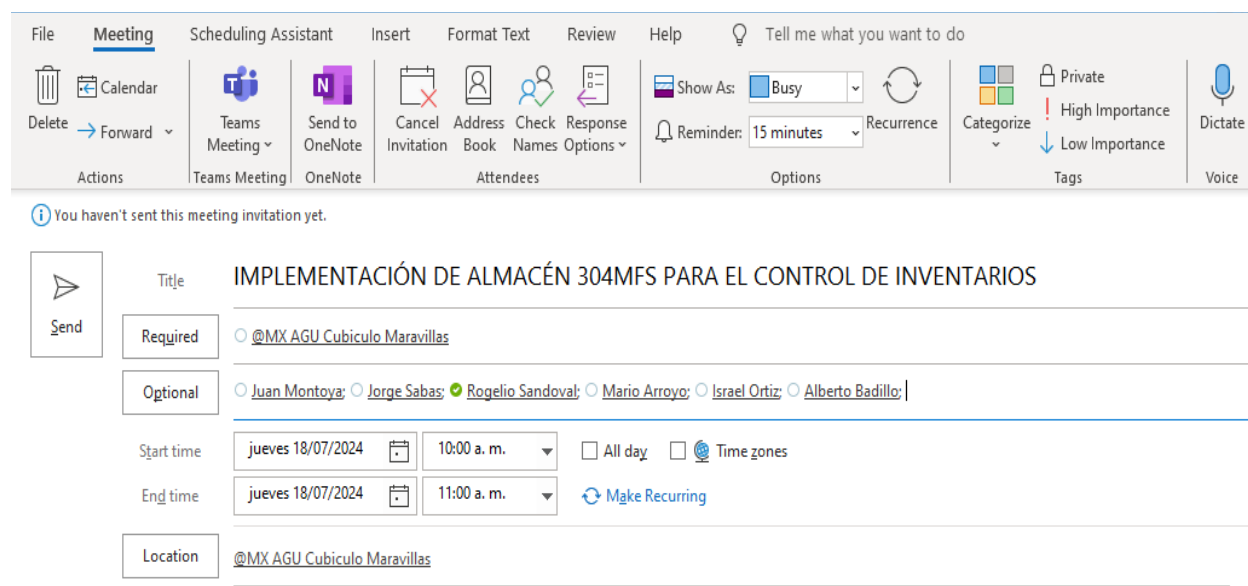 File Meeting Scheduling Assistant Insert Format Text Review Help Tell me what you want to do
Delete
Calendar
Forward
Actions
Teams
Meeting
Teams Meeting
N
Send to
OneNote
OneNote
Cancel
Invitation
Address
Book
Check
Names
Response
Options
Attendees
Show As: Busy
Reminder: 15 minutes
Recurrence
Options
Categorize
Private
High Importance
Low Importance
Tags
Dictate
Voice
You haven't sent this meeting invitation yet.
Send
Title IMPLEMENTACIÓN DE ALMACÉN 304MFS PARA EL CONTROL DE INVENTARIOS
Required @MX AGU Cubiculo Maravillas
Optional Juan Montoya; Jorge Sabas; Rogelio Sandoval; Mario Arroyo; Israel Ortiz; Alberto Badillo;
Start time jueves 18/07/2024 10:00 a. m. All day Time zones
End time jueves 18/07/2024 11:00 a. m. Make Recurring
Location @MX AGU Cubiculo Maravillas